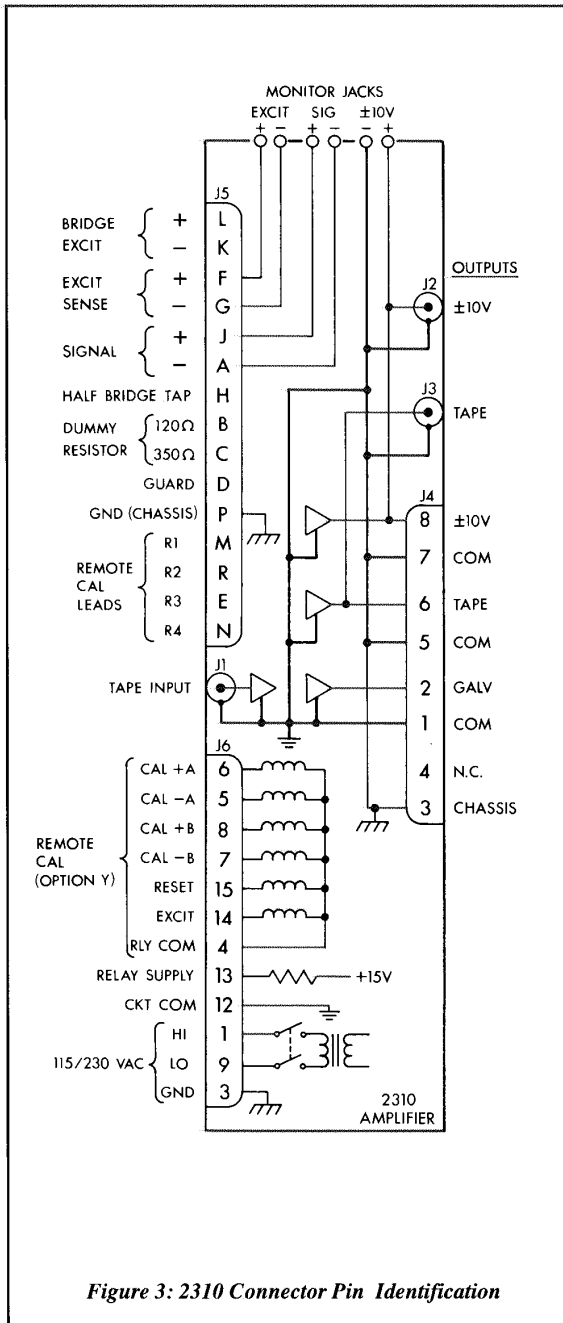 MONITOR JACKS
EXCIT SIG ±10V
+ − + − − +
J5
BRIDGE EXCIT + L
− K
EXCIT SENSE + F
− G
SIGNAL + J
− A
HALF BRIDGE TAP H
DUMMY RESISTOR 120Ω B
350Ω C
GUARD D
GND (CHASSIS) P
REMOTE CAL LEADS R1 M
R2 R
R3 E
R4 N
J1
TAPE INPUT
J6
REMOTE CAL (OPTION Y)
CAL +A 6
CAL −A 5
CAL +B 8
CAL −B 7
RESET 15
EXCIT 14
RLY COM 4
RELAY SUPPLY 13 +15V
CKT COM 12
115/230 VAC HI 1
LO 9
GND 3
OUTPUTS
J2
±10V
J3
TAPE
J4
8 ±10V
7 COM
6 TAPE
5 COM
2 GALV
1 COM
4 N.C.
3 CHASSIS
2310
AMPLIFIER
Figure 3: 2310 Connector Pin Identification